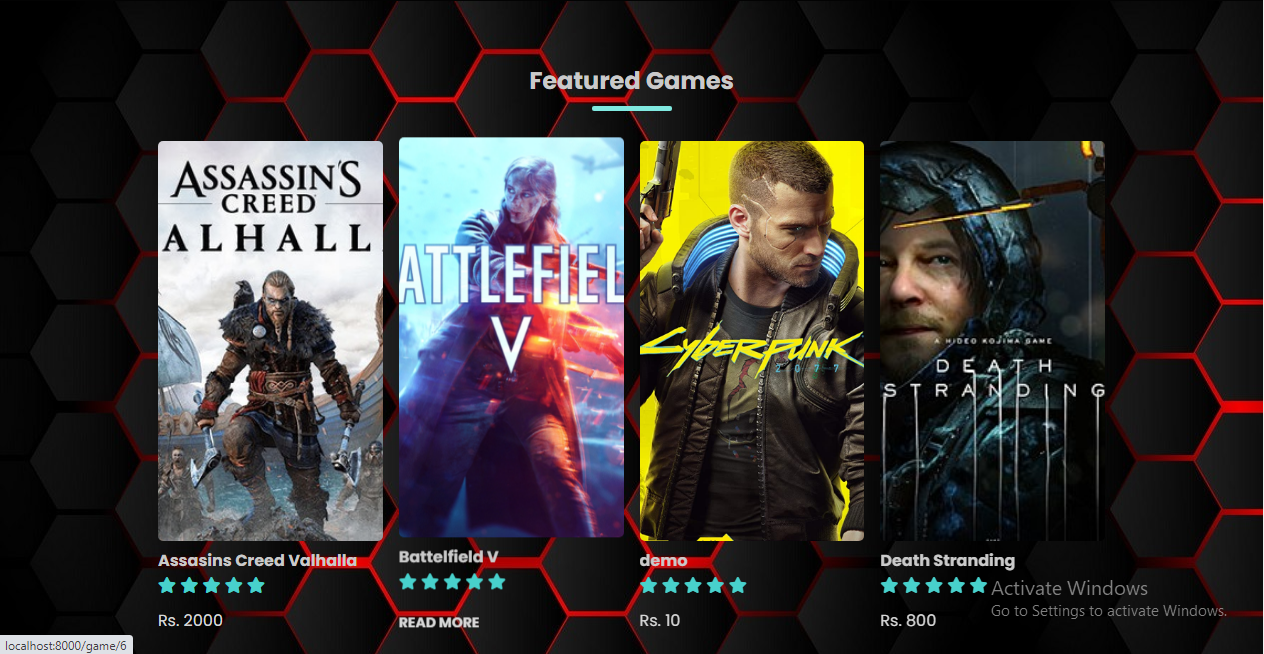 Featured Games
ASSASSIN'S
CREED
ALHALL
ATTLEFIEL
V
CYBERPUNK
2077
A HIDEO KOJIMA GAME
DEATH
STRANDING
Assasins Creed Valhalla
Battelfield V
demo
Death Stranding
Rs. 2000
READ MORE
Rs. 10
Rs. 800
Activate Windows
Go to Settings to activate Windows.
localhost:8000/game/6